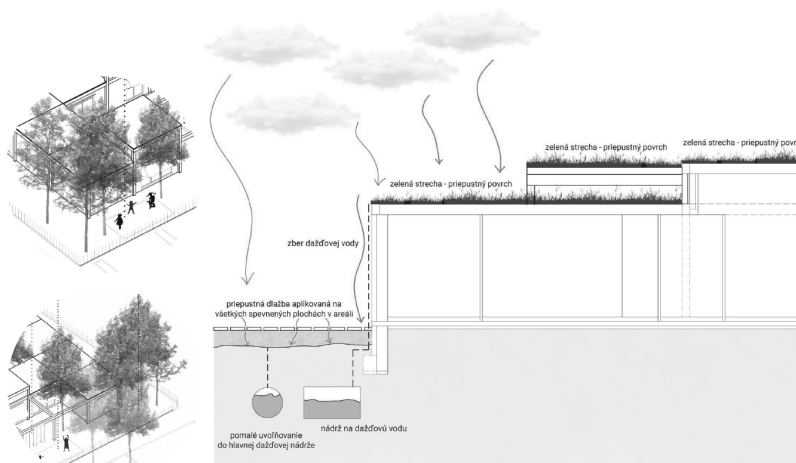 zelená strecha - priepustný povrch
zelená strecha - priepustný
zelená strecha - priepustný povrch
zber dažďovej vody
priepustná dlažba aplikovaná na
všetkých spevnených plochách v areáli
pomalé uvoľňovanie
do hlavnej dažďovej nádrže
nádrž na dažďovú vodu